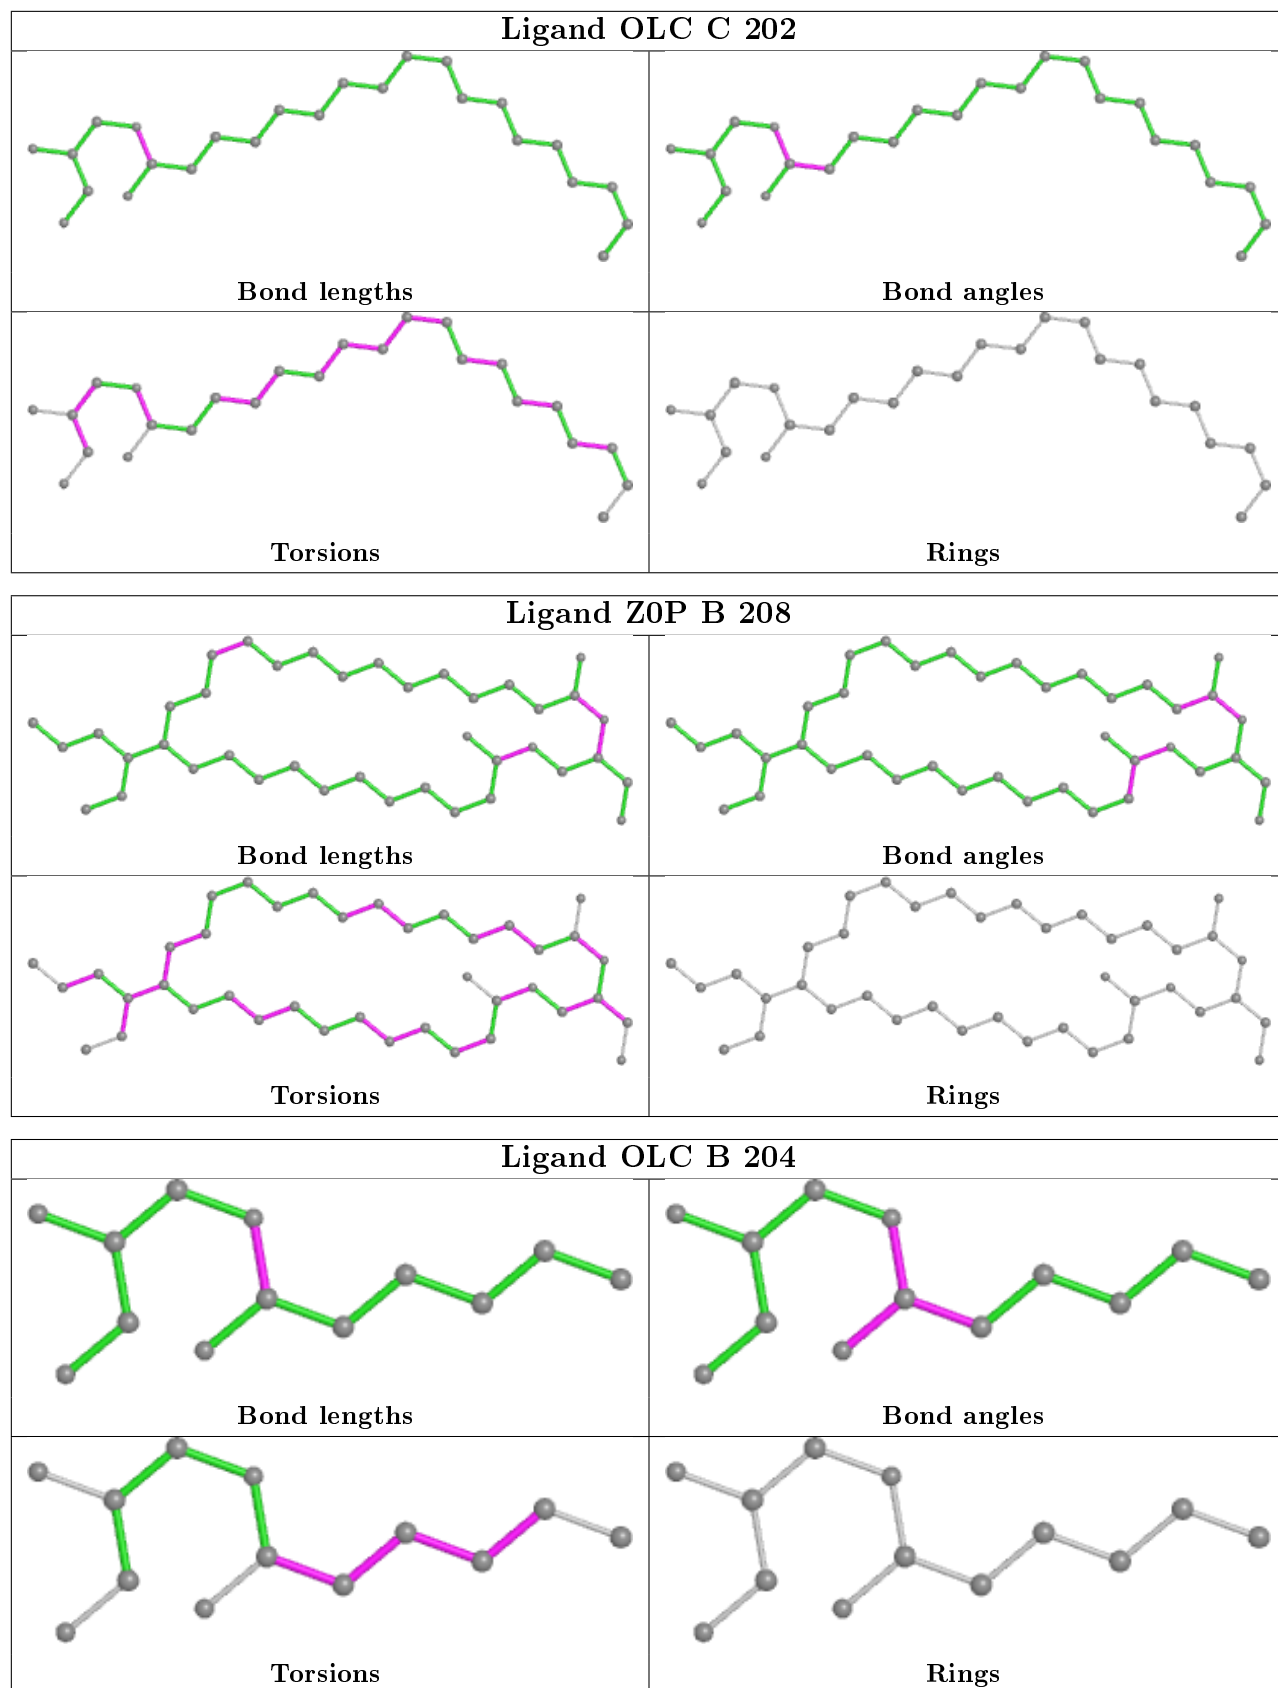 Ligand OLC C 202
Bond lengths
Bond angles
Torsions
Rings
Ligand Z0P B 208
Bond lengths
Bond angles
Torsions
Rings
Ligand OLC B 204
Bond lengths
Bond angles
Torsions
Rings